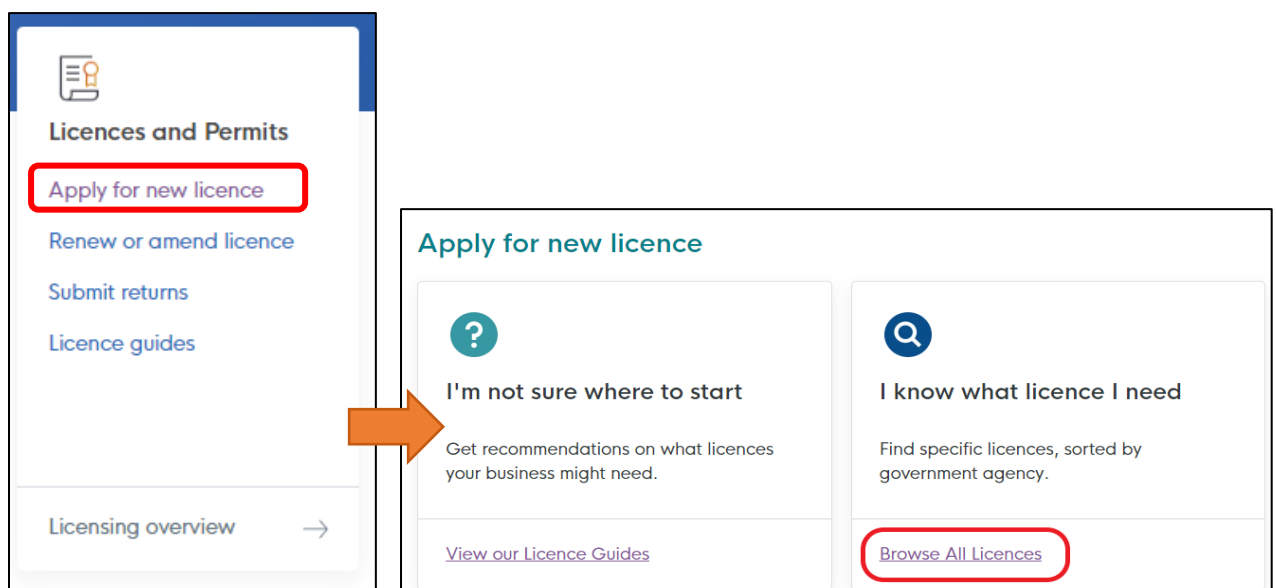 Licences and Permits
Apply for new licence
Renew or amend licence
Submit returns
Licence guides
Licensing overview
Apply for new licence
?
I'm not sure where to start
Get recommendations on what licences
your business might need.
View our Licence Guides
I know what licence I need
Find specific licences, sorted by
government agency.
Browse All Licences